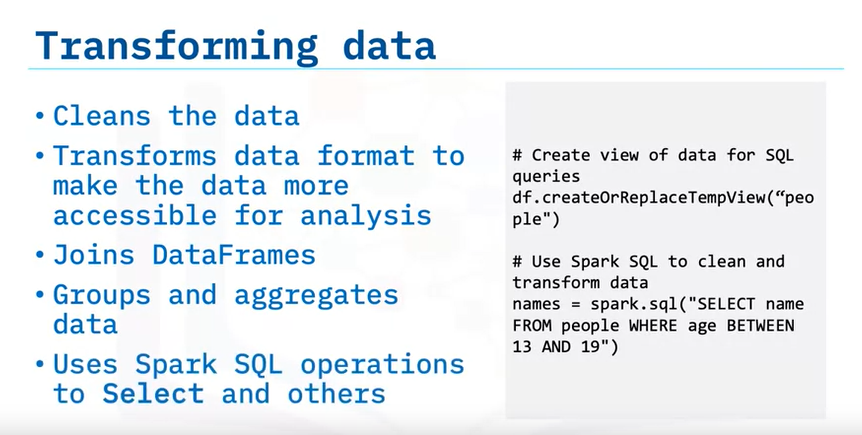 Transforming data
• Cleans the data
• Transforms data format to
make the data more
accessible for analysis
• Joins DataFrames
• Groups and aggregates
data
• Uses Spark SQL operations
to Select and others
# Create view of data for SQL
queries
df.createOrReplaceTempView(“peo
ple")
# Use Spark SQL to clean and
transform data
names = spark.sql("SELECT name
FROM people WHERE age BETWEEN
13 AND 19")